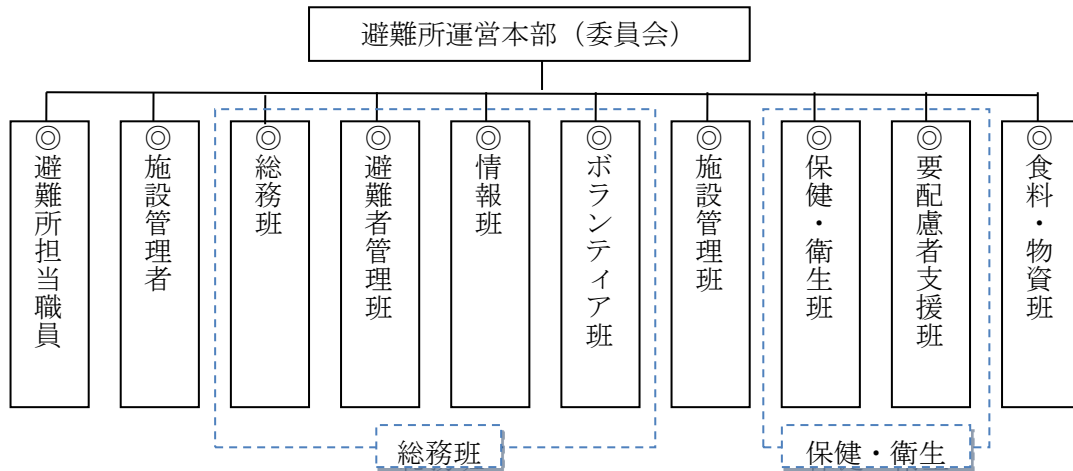 避難所運営本部（委員会）
◎避難所担当職員
◎施設管理者
◎総務班
◎避難者管理班
◎情報班
◎ボランティア班
◎施設管理班
◎保健・衛生班
◎要配慮者支援班
◎食料・物資班
総務班
保健・衛生